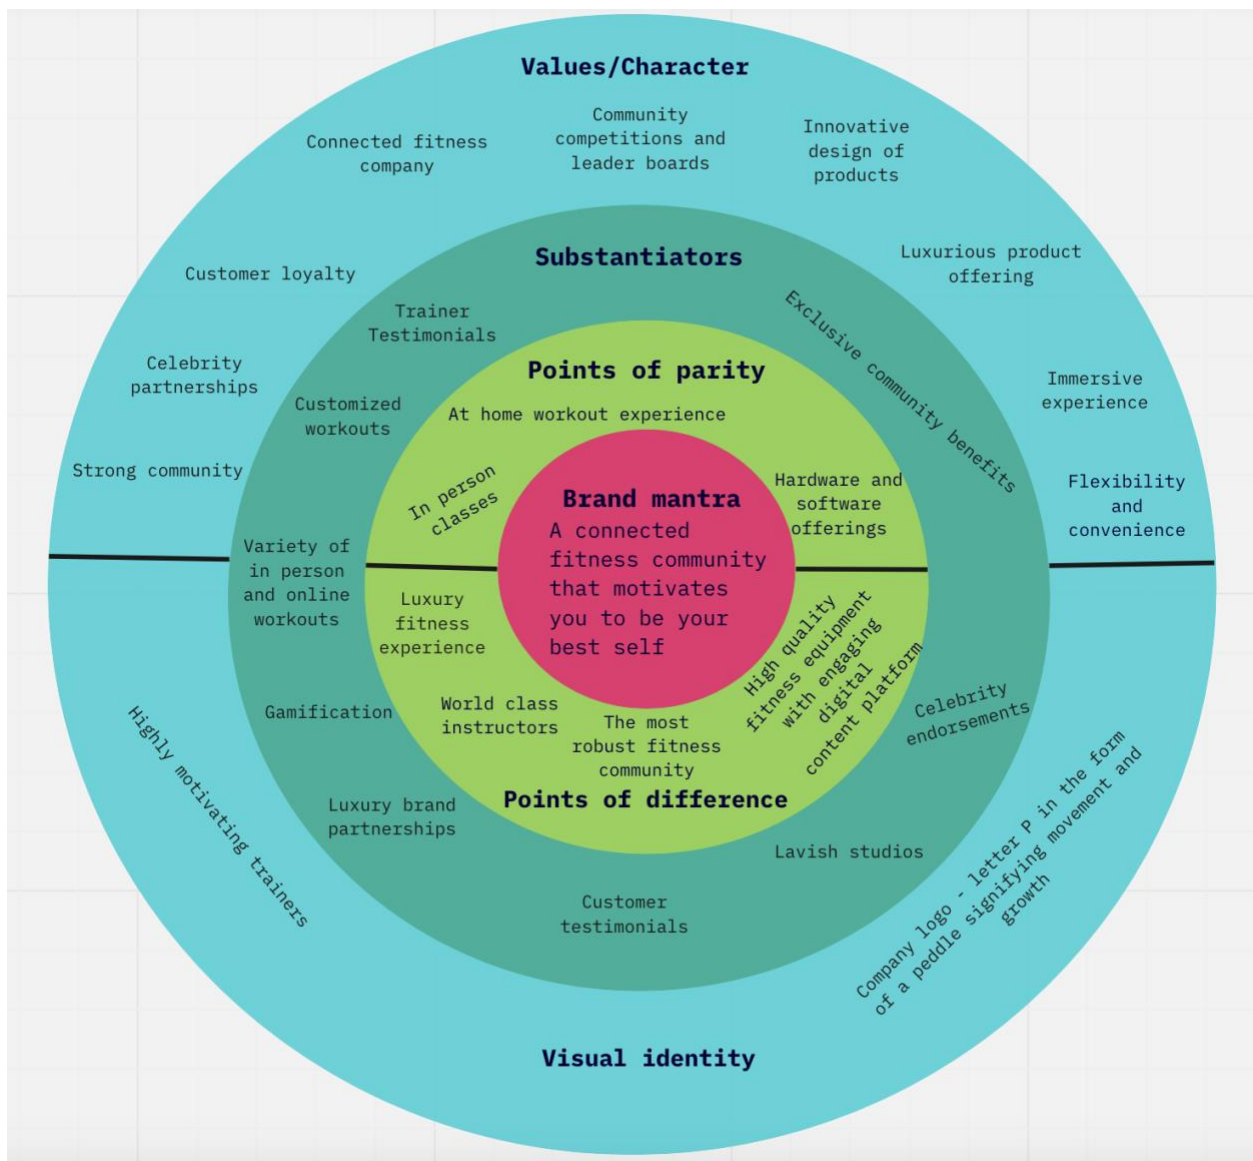 Values/Character
Community
competitions and
leader boards
Connected fitness
company
Innovative
design of
products
Customer loyalty
Luxurious product
offering
Celebrity
partnerships
Immersive
experience
Strong community
Flexibility
and
convenience
Substantiators
Trainer
Testimonials
Exclusive community benefits
Customized
workouts
Variety of
in person
and online
workouts
Gamification
Celebrity
endorsements
Luxury brand
partnerships
Lavish studios
Customer
testimonials
Points of parity
At home workout experience
In person
classes
Hardware and
software
offerings
Brand mantra
A connected
fitness community
that motivates
you to be your
best self
Luxury
fitness
experience
World class
instructors
The most
robust fitness
community
High quality
fitness equipment
with engaging
digital
content platform
Points of difference
Highly motivating trainers
Company logo - letter P in the form
of a peddle signifying movement and
growth
Visual identity